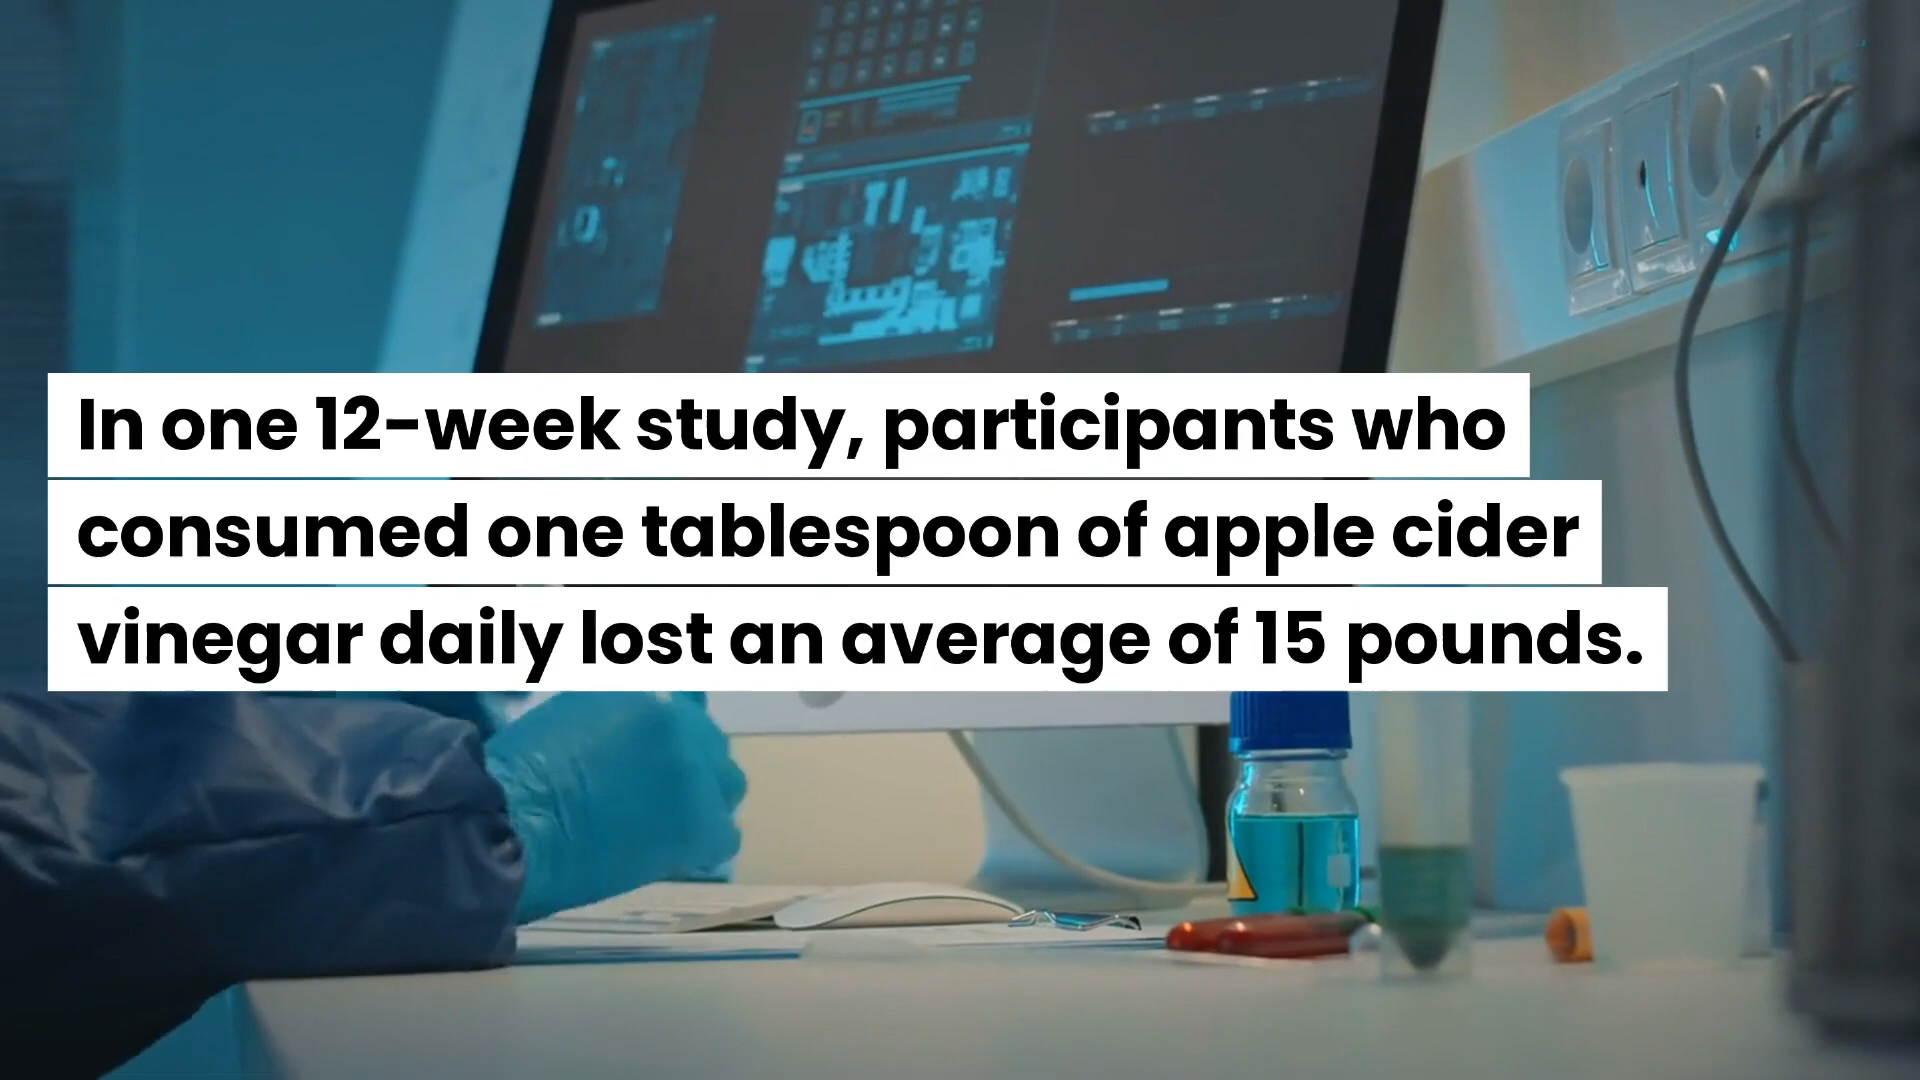 In one 12-week study, participants who
consumed one tablespoon of apple cider
vinegar daily lost an average of 15 pounds.